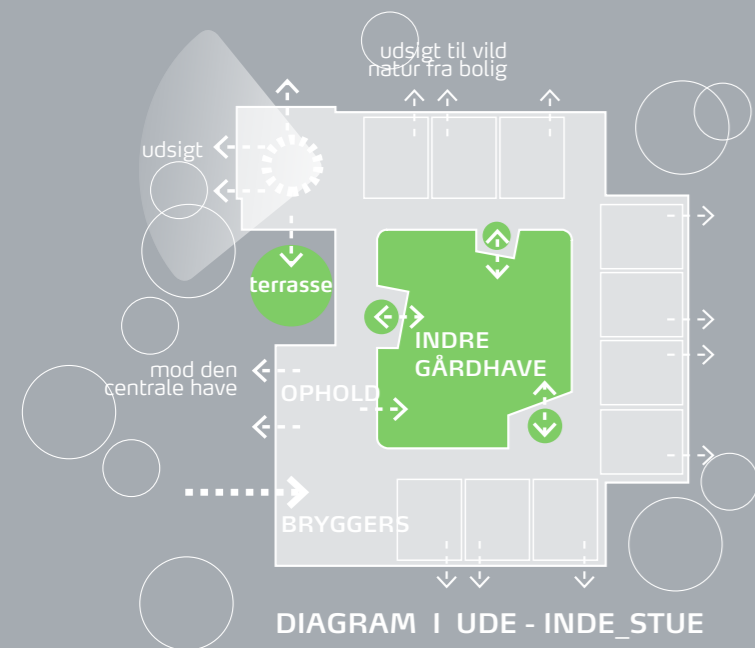 udsigt til vild
natur fra bolig
udsigt
terrasse
INDRE
GÅRDHAVE
mod den
centrale have
OPHOLD
BRYGGERS
DIAGRAM I UDE - INDE_STUE